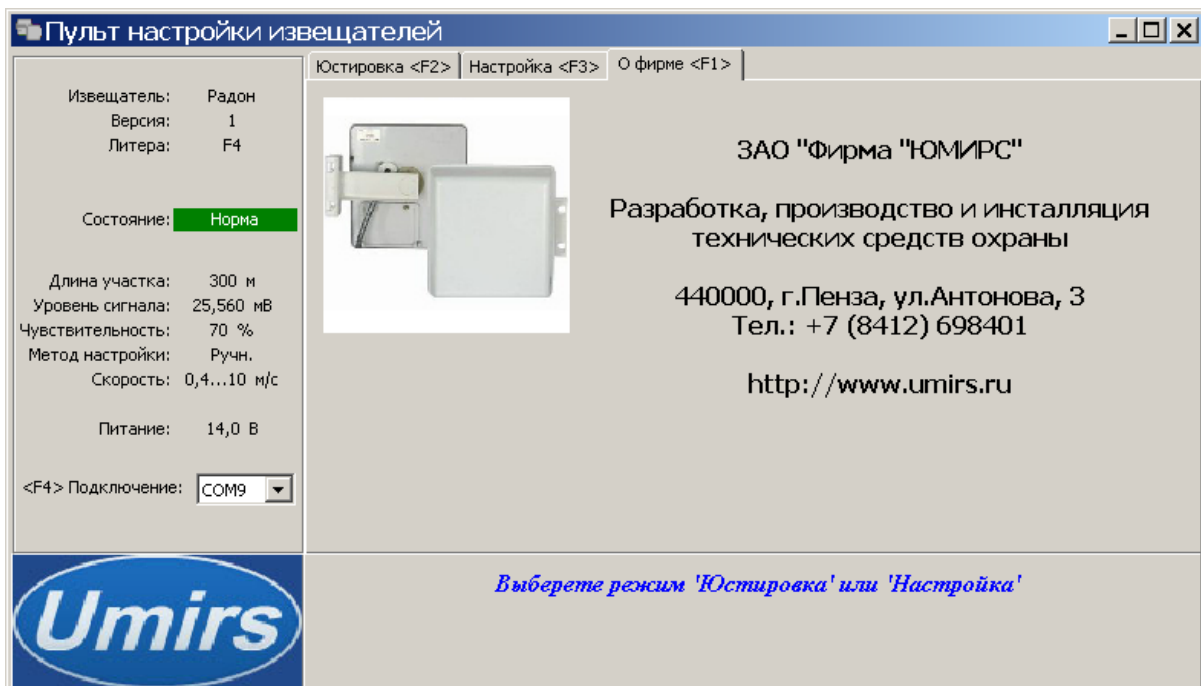 Пульт настройки извещателей
Юстировка <F2> Настройка <F3> О фирме <F1>
Извещатель: Радон
Версия: 1
Литера: F4
Состояние: Норма
Длина участка: 300 м
Уровень сигнала: 25,560 мВ
Чувствительность: 70 %
Метод настройки: Ручн.
Скорость: 0,4...10 м/с
Питание: 14,0 В
<F4> Подключение: COM9
ЗАО "Фирма "ЮМИРС"
Разработка, производство и инсталляция
технических средств охраны
440000, г.Пенза, ул.Антонова, 3
Тел.: +7 (8412) 698401
http://www.umirs.ru
Umirs
Выберете режим 'Юстировка' или 'Настройка'